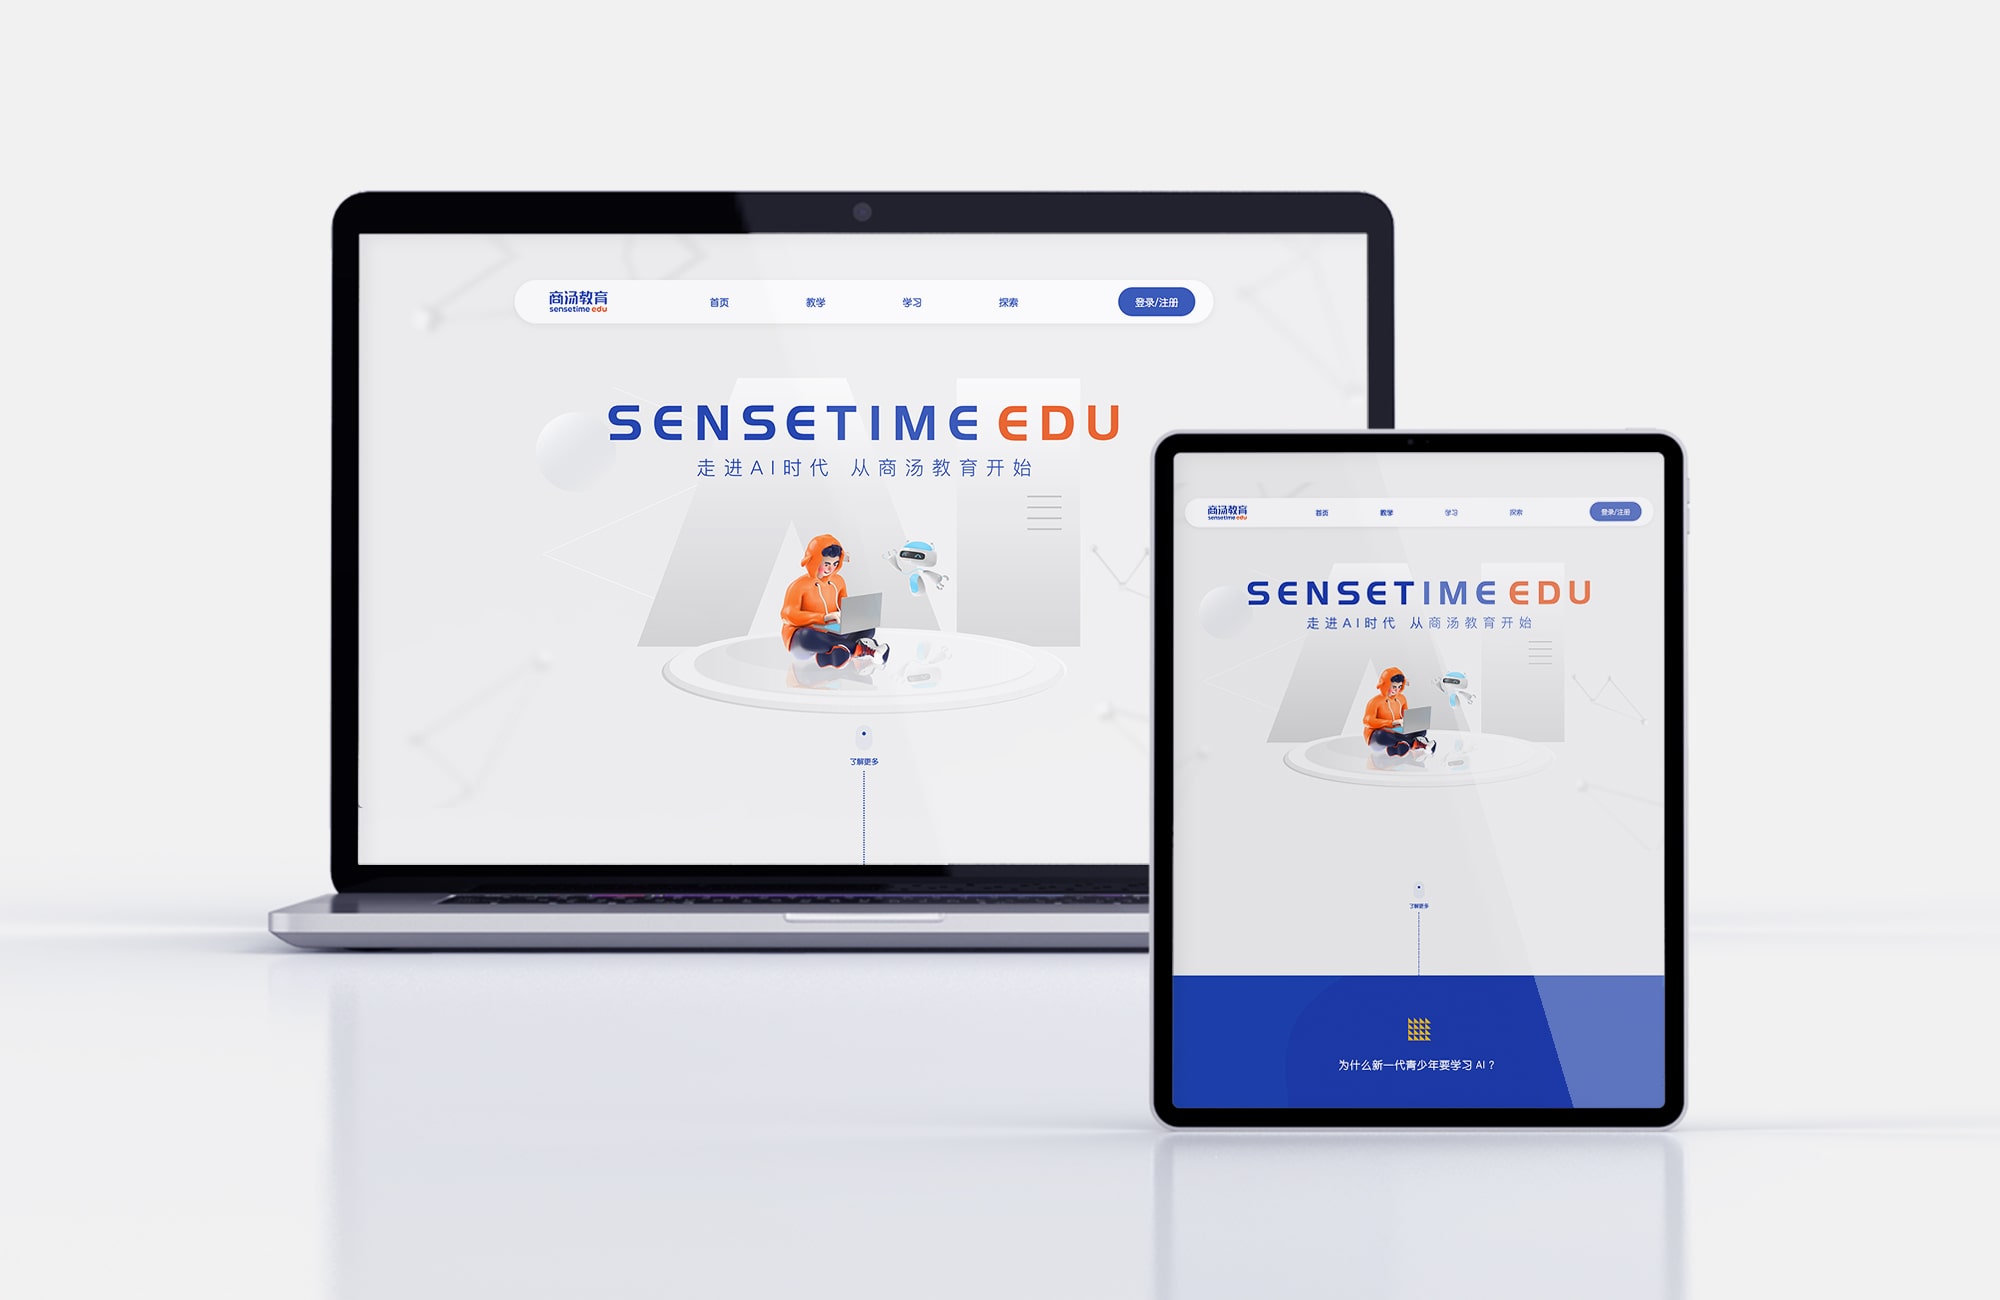 商汤教育
sensetime edu
首页 教学 学习 探索 登录/注册
SENSETIME EDU
走进AI时代 从商汤教育开始
了解更多
商汤教育
sensetime edu
首页 教学 学习 探索 登录/注册
SENSETIME EDU
走进AI时代 从商汤教育开始
了解更多
为什么新一代青少年要学习 AI ?